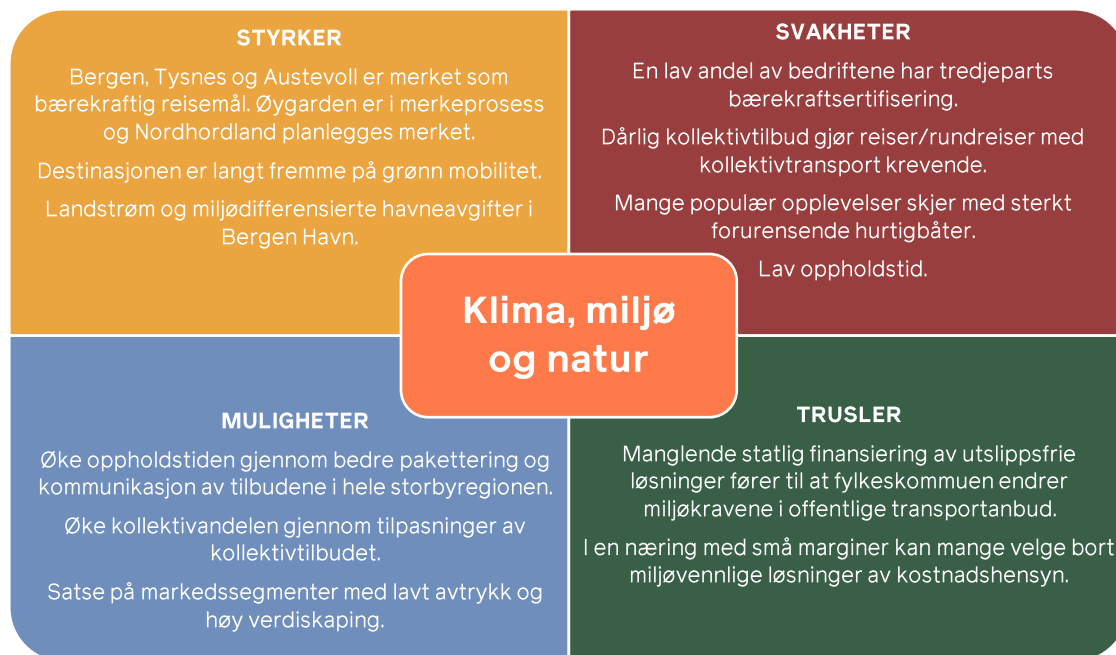 STYRKER
Bergen, Tysnes og Austevoll er merket som
bærekraftig reisemål. Øygarden er i merkeprosess
og Nordhordland planlegges merket.
Destinasjonen er langt fremme på grønn mobilitet.
Landstrøm og miljødifferensierte havneavgifter i
Bergen Havn.
SVAKHETER
En lav andel av bedriftene har tredjeparts
bærekraftsertifisering.
Dårlig kollektivtilbud gjør reiser/rundreiser med
kollektivtransport krevende.
Mange populær opplevelser skjer med sterkt
forurensende hurtigbåter.
Lav oppholdstid.
Klima, miljø
og natur
MULIGHETER
Øke oppholdstiden gjennom bedre pakettering og
kommunikasjon av tilbudene i hele storbyregionen.
Øke kollektivandelen gjennom tilpasninger av
kollektivtilbudet.
Satse på markedssegmenter med lavt avtrykk og
høy verdiskaping.
TRUSLER
Manglende statlig finansiering av utslippsfrie
løsninger fører til at fylkeskommuen endrer
miljøkravene i offentlige transportanbud.
I en næring med små marginer kan mange velge bort
miljøvennlige løsninger av kostnadshensyn.